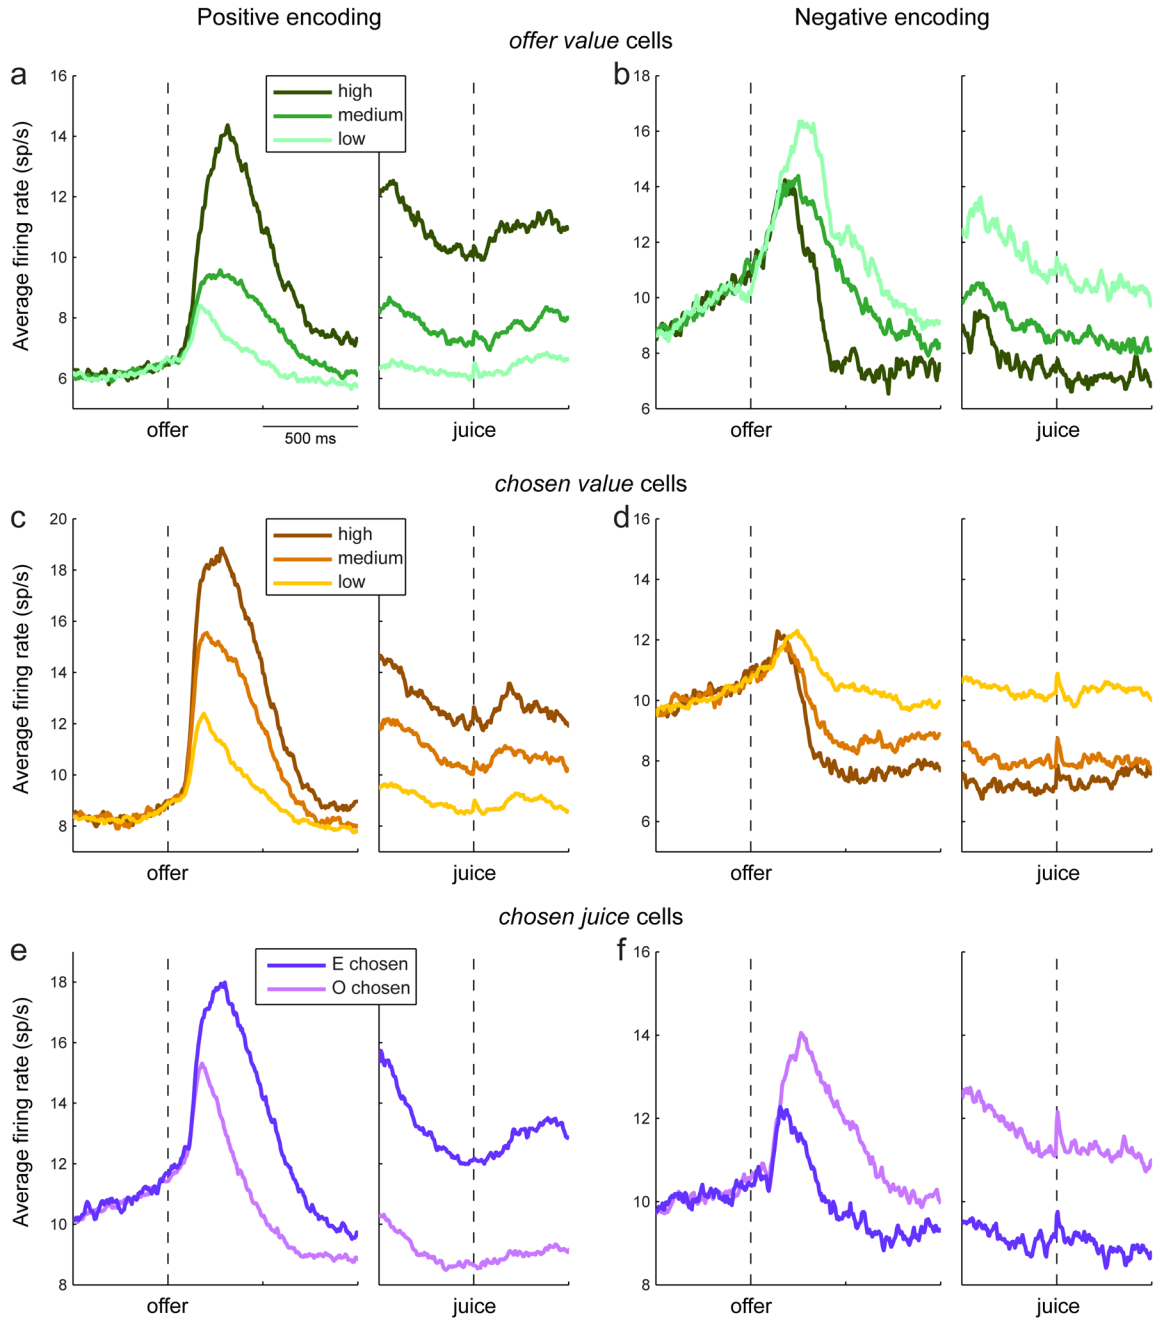 Positive encoding
Negative encoding
offer value cells
a
b
16
14
12
10
8
6
Average firing rate (sp/s)
high
medium
low
offer
500 ms
juice
18
16
14
12
10
8
6
offer
juice
chosen value cells
c
d
20
18
16
14
12
10
8
Average firing rate (sp/s)
high
medium
low
offer
juice
16
14
12
10
8
6
offer
juice
chosen juice cells
e
f
18
16
14
12
10
8
Average firing rate (sp/s)
E chosen
O chosen
offer
juice
16
14
12
10
8
offer
juice